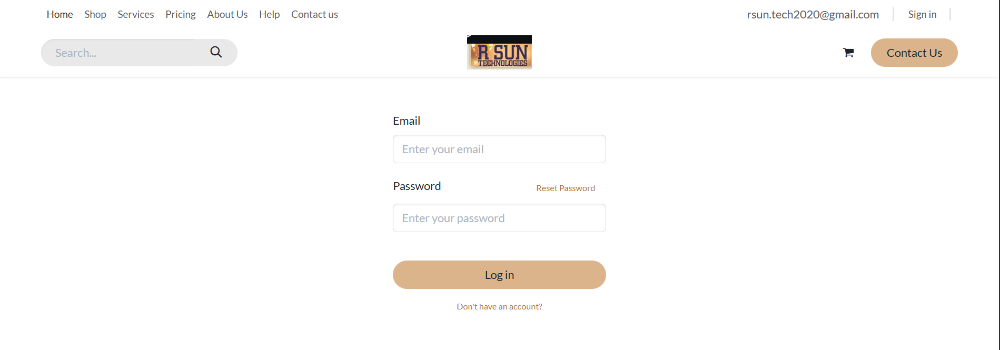 Home Shop Services Pricing About Us Help Contact us rsun.tech2020@gmail.com Sign in
Search... R SUN TECHNOLOGIES Contact Us
Email
Enter your email
Password Reset Password
Enter your password
Log in
Don't have an account?